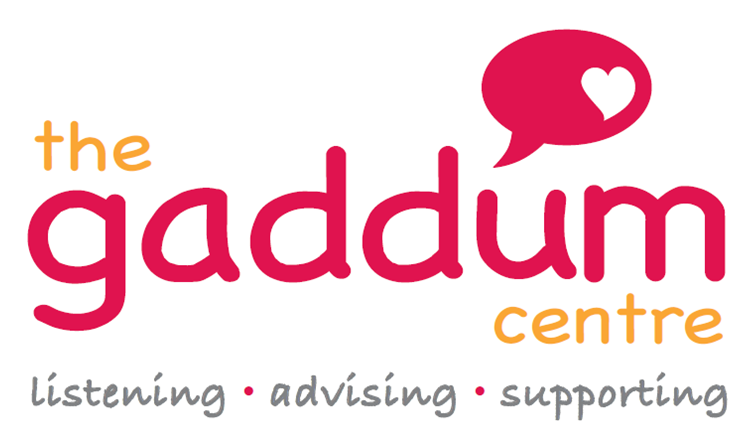 the
gaddum
centre
listening • advising • supporting